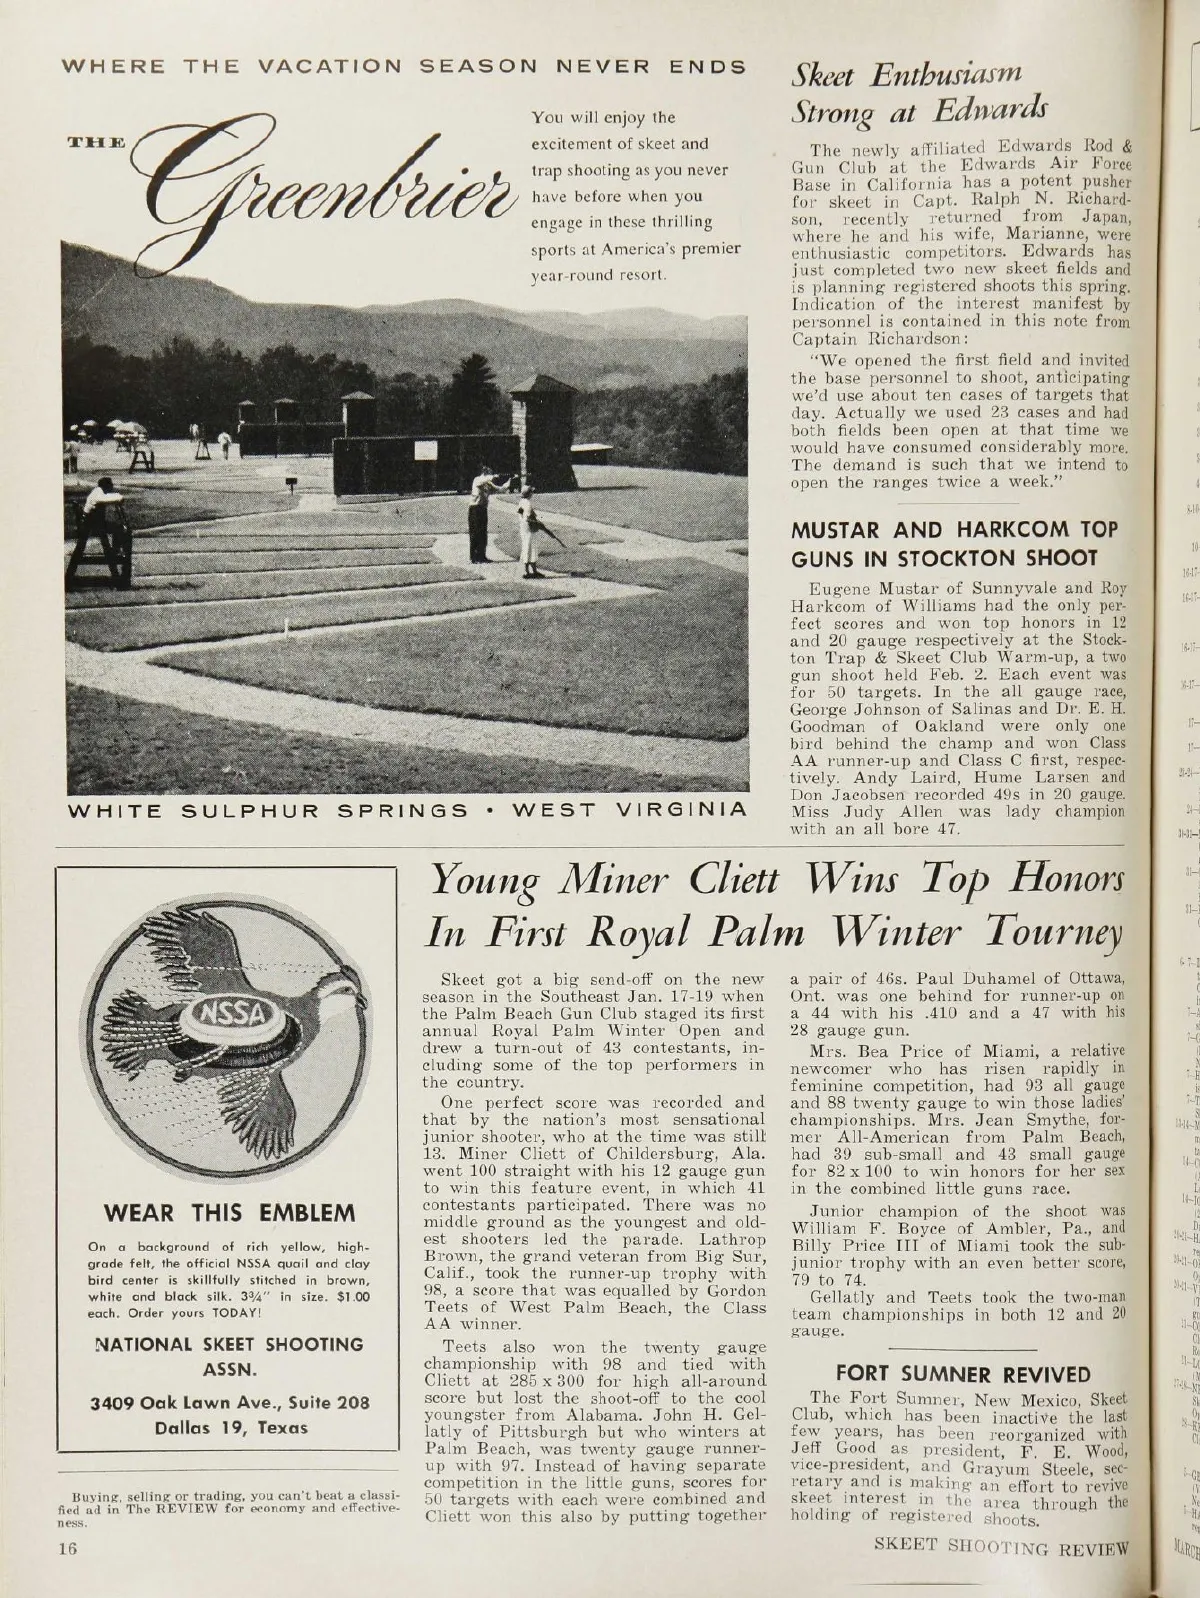 WHERE THE VACATION SEASON NEVER ENDS
THE
Greenbrier
You will enjoy the
excitement of skeet and
trap shooting as you never
have before when you
engage in these thrilling
sports at America's premier
year-round resort.
WHITE SULPHUR SPRINGS • WEST VIRGINIA
Skeet Enthusiasm
Strong at Edwards
The newly affiliated Edwards Rod &
Gun Club at the Edwards Air Force
Base in California has a potent pusher
for skeet in Capt. Ralph N. Richard-
son, recently returned from Japan,
where he and his wife, Marianne, were
enthusiastic competitors. Edwards has
just completed two new skeet fields and
is planning registered shoots this spring.
Indication of the interest manifest by
personnel is contained in this note from
Captain Richardson:
"We opened the first field and invited
the base personnel to shoot, anticipating
we'd use about ten cases of targets that
day. Actually we used 23 cases and had
both fields been open at that time we
would have consumed considerably more.
The demand is such that we intend to
open the ranges twice a week."
MUSTAR AND HARKCOM TOP
GUNS IN STOCKTON SHOOT
Eugene Mustar of Sunnyvale and Roy
Harkcom of Williams had the only per-
fect scores and won top honors in 12
and 20 gauge respectively at the Stock-
ton Trap & Skeet Club Warm-up, a two
gun shoot held Feb. 2. Each event was
for 50 targets. In the all gauge race,
George Johnson of Salinas and Dr. E. H.
Goodman of Oakland were only one
bird behind the champ and won Class
AA runner-up and Class C first, respec-
tively. Andy Laird, Hume Larsen and
Don Jacobsen recorded 49s in 20 gauge.
Miss Judy Allen was lady champion
with an all bore 47.
NSSA
WEAR THIS EMBLEM
On a background of rich yellow, high-
grade felt, the official NSSA quail and clay
bird center is skillfully stitched in brown,
white and black silk. 3¾" in size. $1.00
each. Order yours TODAY!
NATIONAL SKEET SHOOTING
ASSN.
3409 Oak Lawn Ave., Suite 208
Dallas 19, Texas
Buying, selling or trading, you can't beat a classi-
fied ad in The REVIEW for economy and effective-
ness.
Young Miner Cliett Wins Top Honors
In First Royal Palm Winter Tourney
Skeet got a big send-off on the new
season in the Southeast Jan. 17-19 when
the Palm Beach Gun Club staged its first
annual Royal Palm Winter Open and
drew a turn-out of 43 contestants, in-
cluding some of the top performers in
the country.
One perfect score was recorded and
that by the nation's most sensational
junior shooter, who at the time was still
13. Miner Cliett of Childersburg, Ala.
went 100 straight with his 12 gauge gun
to win this feature event, in which 41
contestants participated. There was no
middle ground as the youngest and old-
est shooters led the parade. Lathrop
Brown, the grand veteran from Big Sur,
Calif., took the runner-up trophy with
98, a score that was equalled by Gordon
Teets of West Palm Beach, the Class
AA winner.
Teets also won the twenty gauge
championship with 98 and tied with
Cliett at 285 x 300 for high all-around
score but lost the shoot-off to the cool
youngster from Alabama. John H. Gel-
latly of Pittsburgh but who winters at
Palm Beach, was twenty gauge runner-
up with 97. Instead of having separate
competition in the little guns, scores for
50 targets with each were combined and
Cliett won this also by putting together
a pair of 46s. Paul Duhamel of Ottawa,
Ont. was one behind for runner-up on
a 44 with his .410 and a 47 with his
28 gauge gun.
Mrs. Bea Price of Miami, a relative
newcomer who has risen rapidly in
feminine competition, had 93 all gauge
and 88 twenty gauge to win those ladies'
championships. Mrs. Jean Smythe, for-
mer All-American from Palm Beach,
had 39 sub-small and 43 small gauge
for 82 x 100 to win honors for her sex
in the combined little guns race.
Junior champion of the shoot was
William F. Boyce of Ambler, Pa., and
Billy Price III of Miami took the sub-
junior trophy with an even better score,
79 to 74.
Gellatly and Teets took the two-man
team championships in both 12 and 20
gauge.
FORT SUMNER REVIVED
The Fort Sumner, New Mexico, Skeet
Club, which has been inactive the last
few years, has been reorganized with
Jeff Good as president, F. E. Wood,
vice-president, and Grayum Steele, sec-
retary and is making an effort to revive
skeet interest in the area through the
holding of registered shoots.
16
SKEET SHOOTING REVIEW